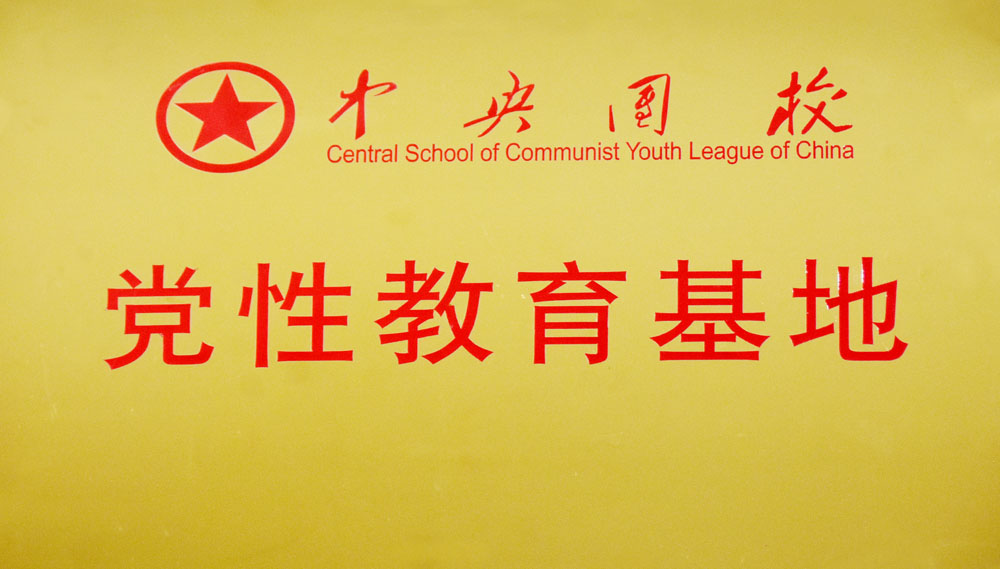 中央团校
Central School of Communist Youth League of China
党性教育基地